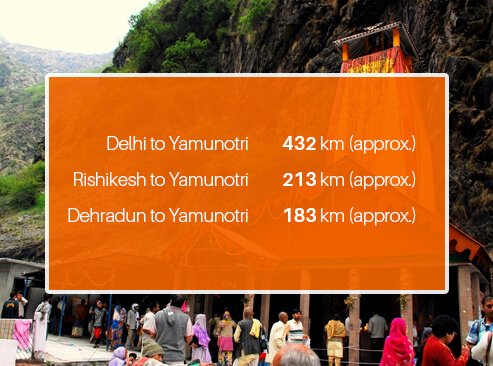 Delhi to Yamunotri 432 km (approx.)
Rishikesh to Yamunotri 213 km (approx.)
Dehradun to Yamunotri 183 km (approx.)